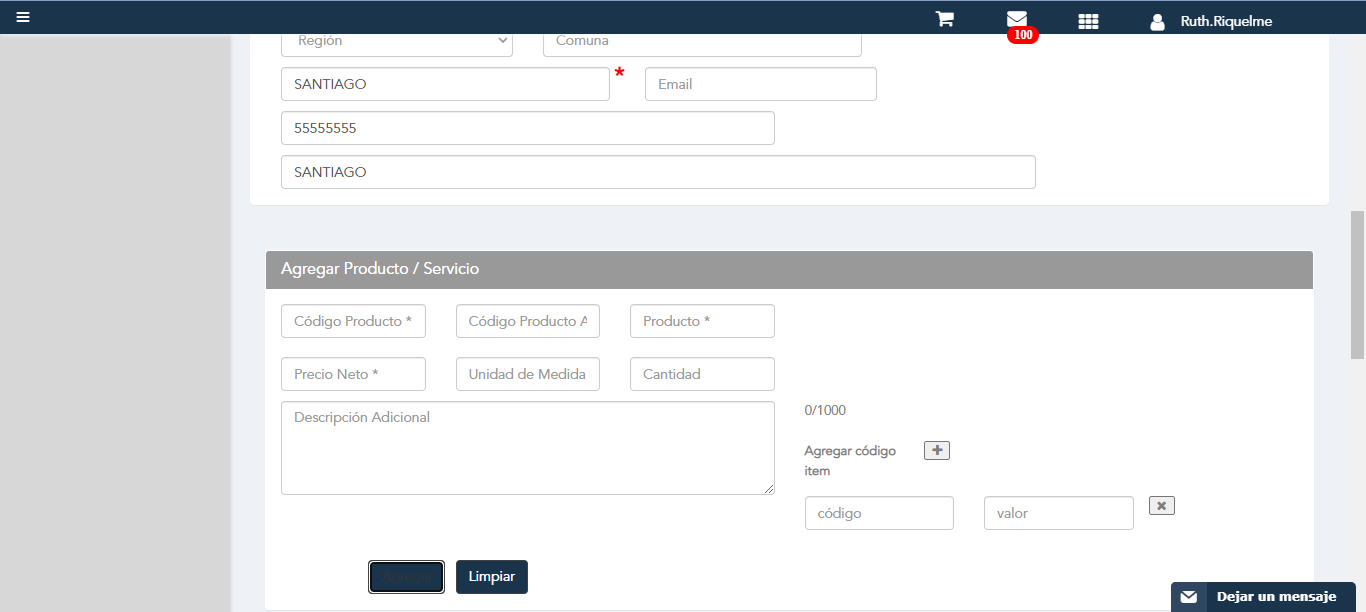 Ruth.Riquelme
100
Región Comuna
SANTIAGO * Email
55555555
SANTIAGO
Agregar Producto / Servicio
Código Producto * Código Producto A Producto *
Precio Neto * Unidad de Medida Cantidad
Descripción Adicional 0/1000
Agregar código
item
código valor
Agregar Limpiar
Dejar un mensaje